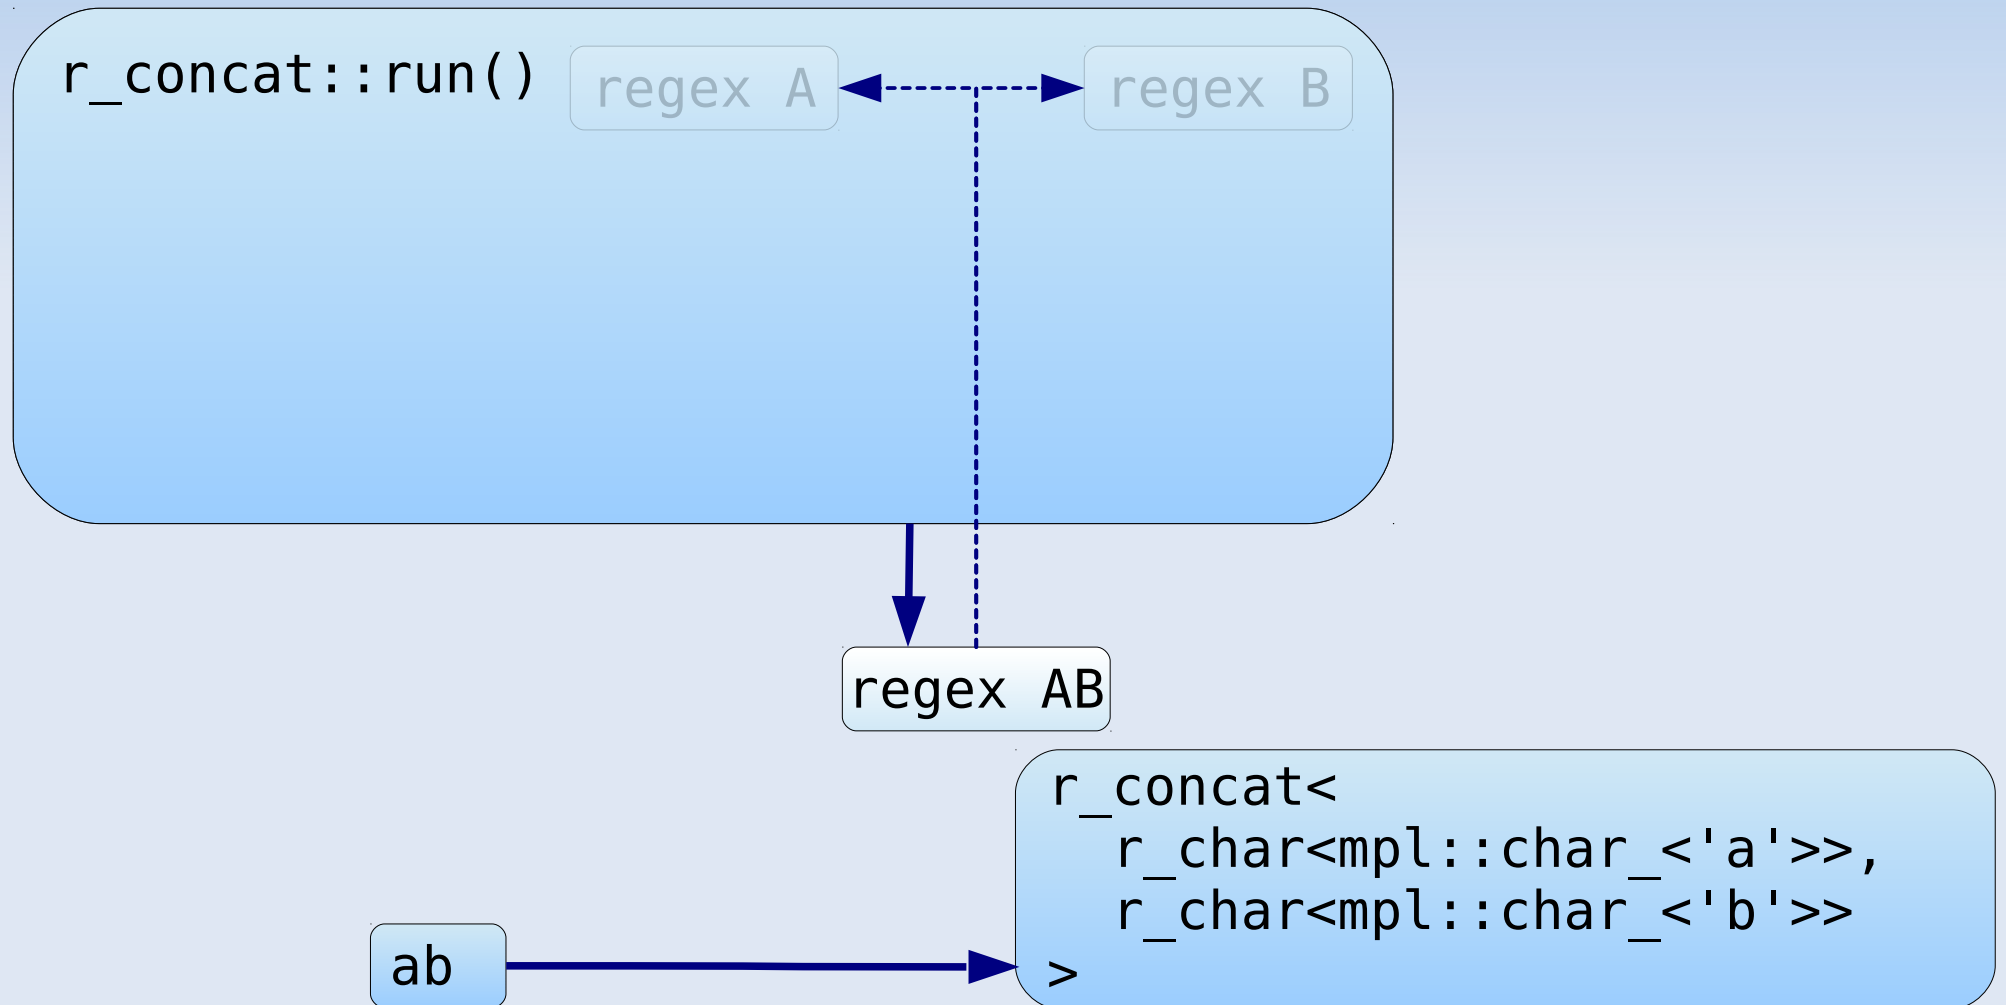 r_concat::run()
regex A
regex B
regex AB
r_concat<
  r_char<mpl::char_<'a'>>,
  r_char<mpl::char_<'b'>>
>
ab